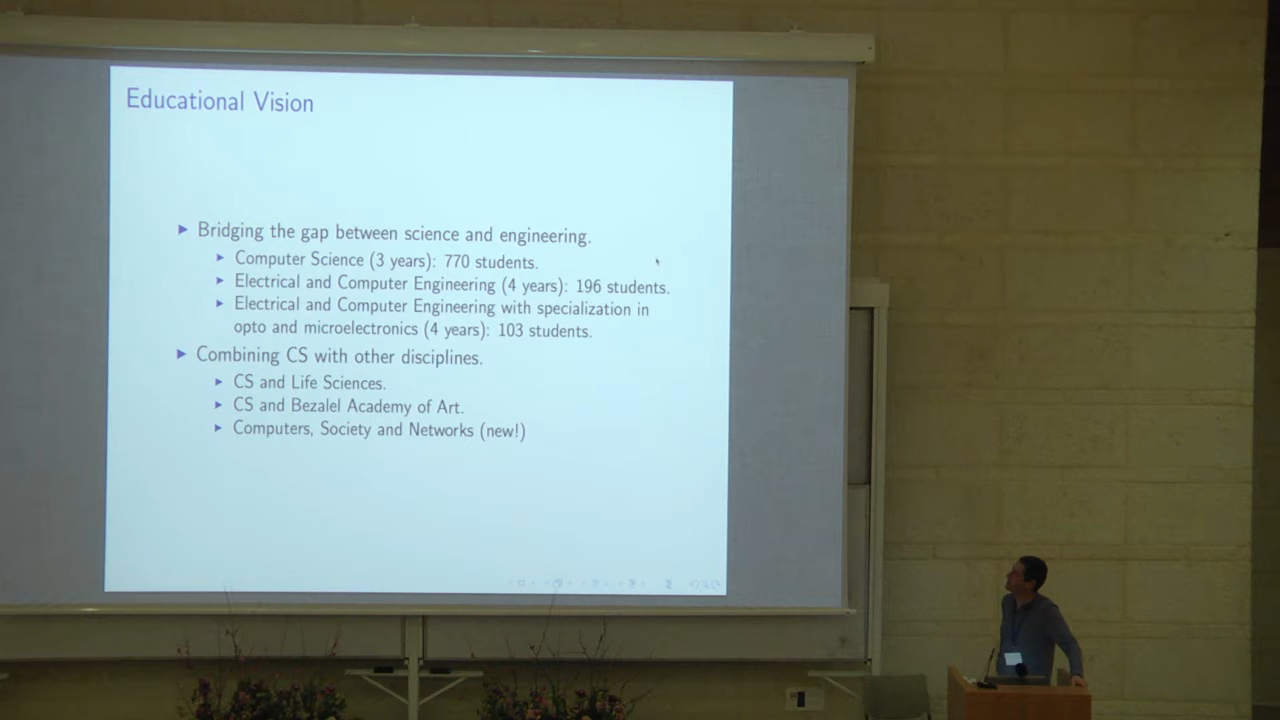 Educational Vision
Bridging the gap between science and engineering.
Computer Science (3 years): 770 students.
Electrical and Computer Engineering (4 years): 196 students.
Electrical and Computer Engineering with specialization in
opto and microelectronics (4 years): 103 students.
Combining CS with other disciplines.
CS and Life Sciences.
CS and Bezalel Academy of Art.
Computers, Society and Networks (new!)